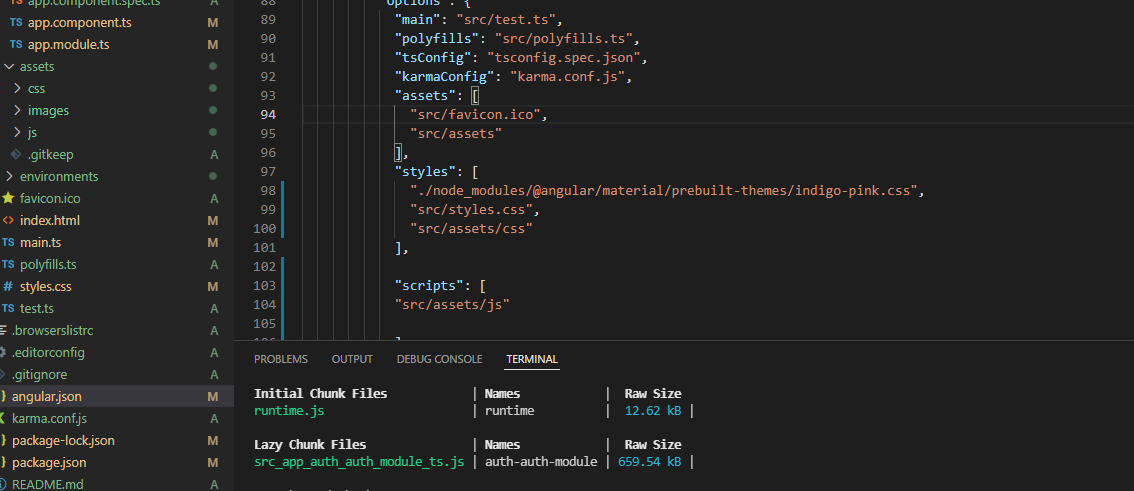 app.component.spec.ts A
TS app.component.ts M
TS app.module.ts M
assets
css
images
js
.gitkeep A
environments
favicon.ico A
<> index.html M
TS main.ts M
TS polyfills.ts A
# styles.css M
TS test.ts A
.browserslistrc A
.editorconfig A
.gitignore A
} angular.json M
karma.conf.js A
} package-lock.json M
} package.json M
README.md A
88 "options": {
89 "main": "src/test.ts",
90 "polyfills": "src/polyfills.ts",
91 "tsConfig": "tsconfig.spec.json",
92 "karmaConfig": "karma.conf.js",
93 "assets": [
94 "src/favicon.ico",
95 "src/assets"
96 ],
97 "styles": [
98 "./node_modules/@angular/material/prebuilt-themes/indigo-pink.css",
99 "src/styles.css",
100 "src/assets/css"
101 ],
102
103 "scripts": [
104 "src/assets/js"
105
PROBLEMS OUTPUT DEBUG CONSOLE TERMINAL
Initial Chunk Files | Names | Raw Size
runtime.js | runtime | 12.62 kB |
Lazy Chunk Files | Names | Raw Size
src_app_auth_auth_module_ts.js | auth-auth-module | 659.54 kB |